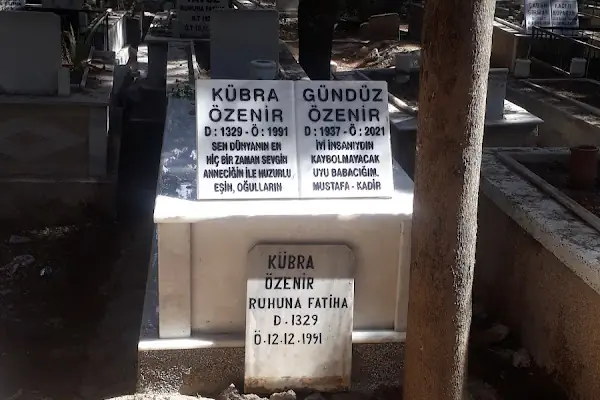 KÜBRA
ÖZENİR
D : 1329 - Ö : 1991
SEN DÜNYANIN EN
HİÇ BİR ZAMAN SEVGİN
ANNECİĞİN İLE HUZURLU
EŞİN, OĞULLARIN
GÜNDÜZ
ÖZENİR
D : 1937 - Ö : 2021
İYİ İNSANIYDIN
KAYBOLMAYACAK
UYU BABACIĞIM.
MUSTAFA - KADİR
KÜBRA
ÖZENİR
RUHUNA FATİHA
D . 1329
Ö . 12.12.1991